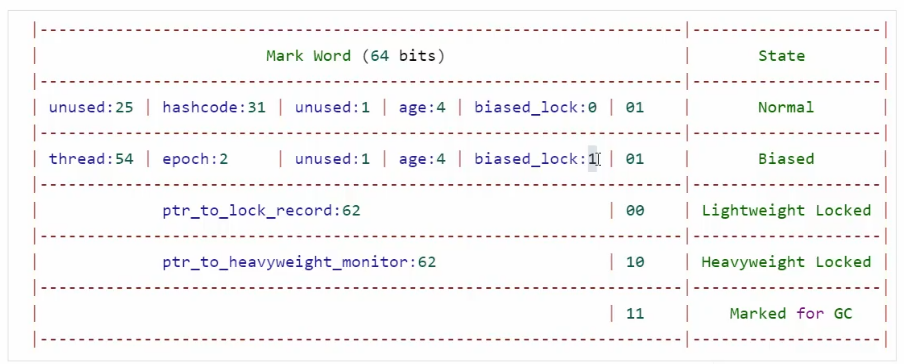 |--------------------------------------------------------------------|--------------------|
| Mark Word (64 bits) | State |
|--------------------------------------------------------------------|--------------------|
| unused:25 | hashcode:31 | unused:1 | age:4 | biased_lock:0 | 01 | Normal |
|--------------------------------------------------------------------|--------------------|
| thread:54 | epoch:2 | unused:1 | age:4 | biased_lock:1 | 01 | Biased |
|--------------------------------------------------------------------|--------------------|
| ptr_to_lock_record:62 | 00 | Lightweight Locked |
|--------------------------------------------------------------------|--------------------|
| ptr_to_heavyweight_monitor:62 | 10 | Heavyweight Locked |
|--------------------------------------------------------------------|--------------------|
| | 11 | Marked for GC |
|--------------------------------------------------------------------|--------------------|